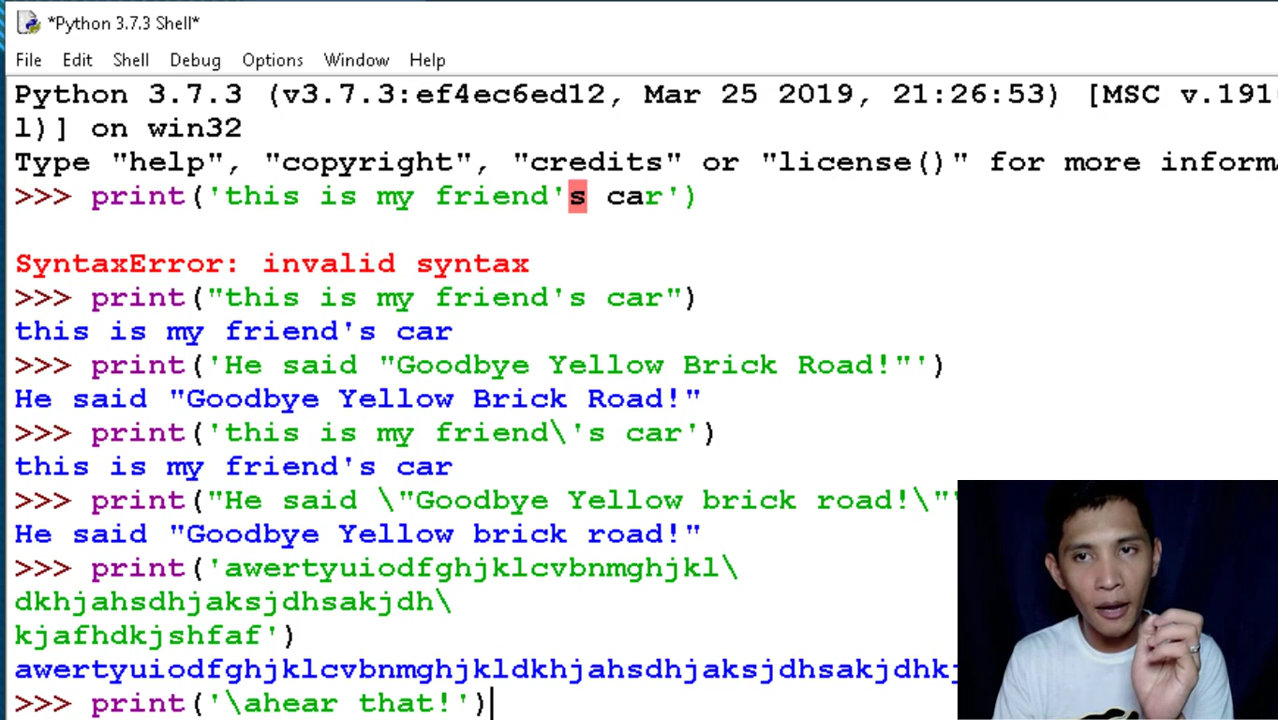 *Python 3.7.3 Shell*
File Edit Shell Debug Options Window Help
Python 3.7.3 (v3.7.3:ef4ec6ed12, Mar 25 2019, 21:26:53) [MSC v.191
l)] on win32
Type "help", "copyright", "credits" or "license()" for more inform
>>> print('this is my friend's car')
SyntaxError: invalid syntax
>>> print("this is my friend's car")
this is my friend's car
>>> print('He said "Goodbye Yellow Brick Road!"')
He said "Goodbye Yellow Brick Road!"
>>> print('this is my friend\'s car')
this is my friend's car
>>> print("He said \"Goodbye Yellow brick road!\"
He said "Goodbye Yellow brick road!"
>>> print('awertyuiodfghjklcvbnmghjkl\
dkhjahsdhjaksjdhsakjdh\
kjafhdkjshfaf')
awertyuiodfghjklcvbnmghjkldkhjahsdhjaksjdhsakjdhk
>>> print('\ahear that!')